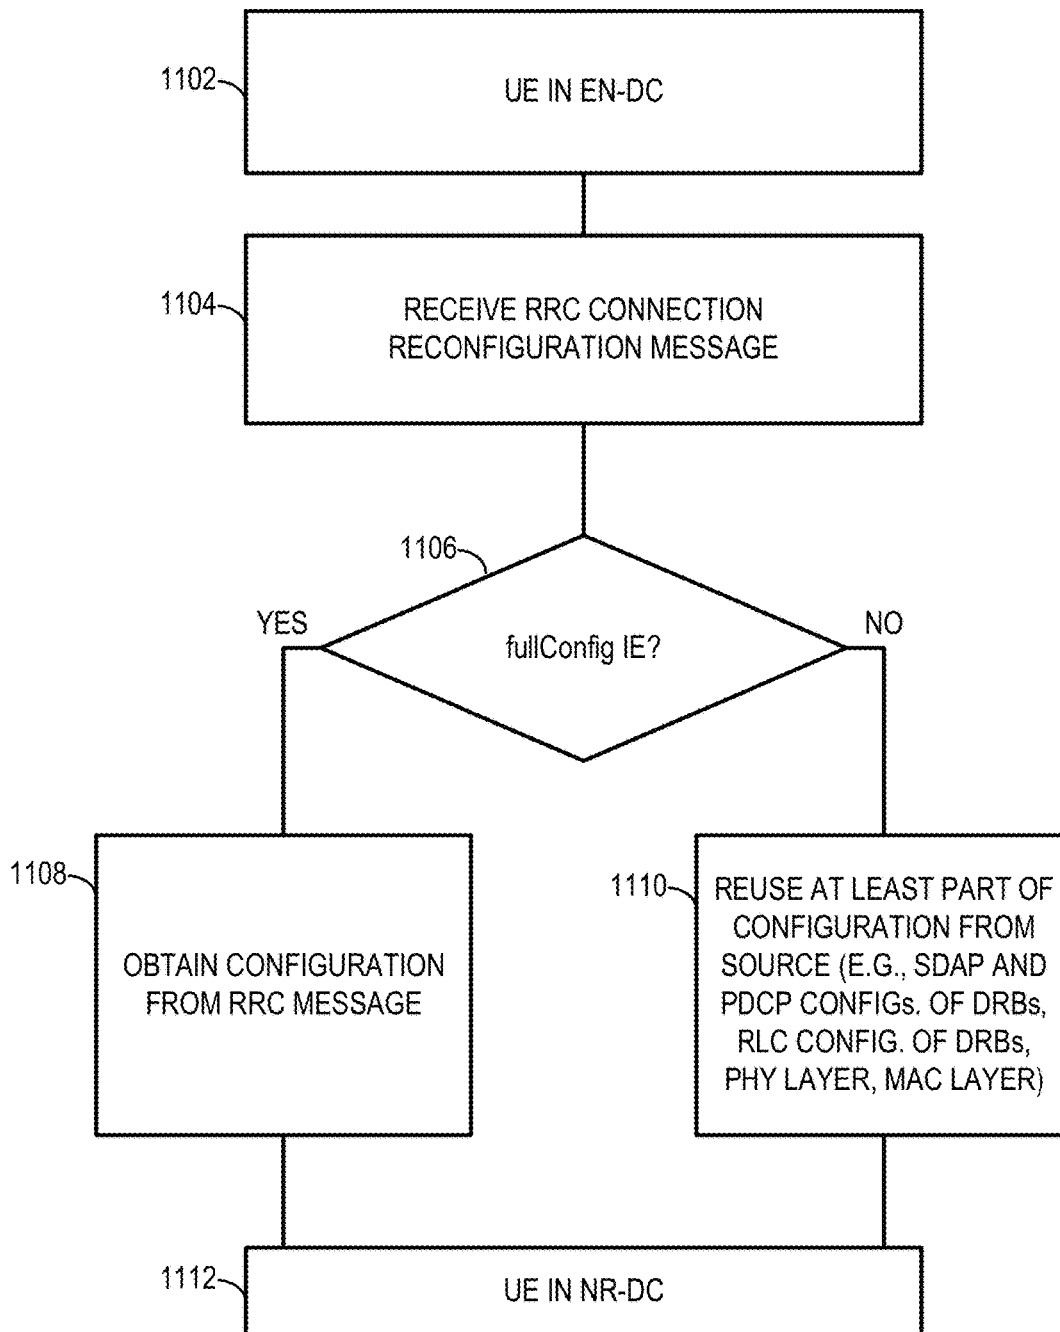 1102
UE IN EN-DC
1104
RECEIVE RRC CONNECTION
RECONFIGURATION MESSAGE
1106
YES
fullConfig IE?
NO
1108
OBTAIN CONFIGURATION
FROM RRC MESSAGE
1110
REUSE AT LEAST PART OF
CONFIGURATION FROM
SOURCE (E.G., SDAP AND
PDCP CONFIGs. OF DRBs,
RLC CONFIG. OF DRBs,
PHY LAYER, MAC LAYER)
1112
UE IN NR-DC